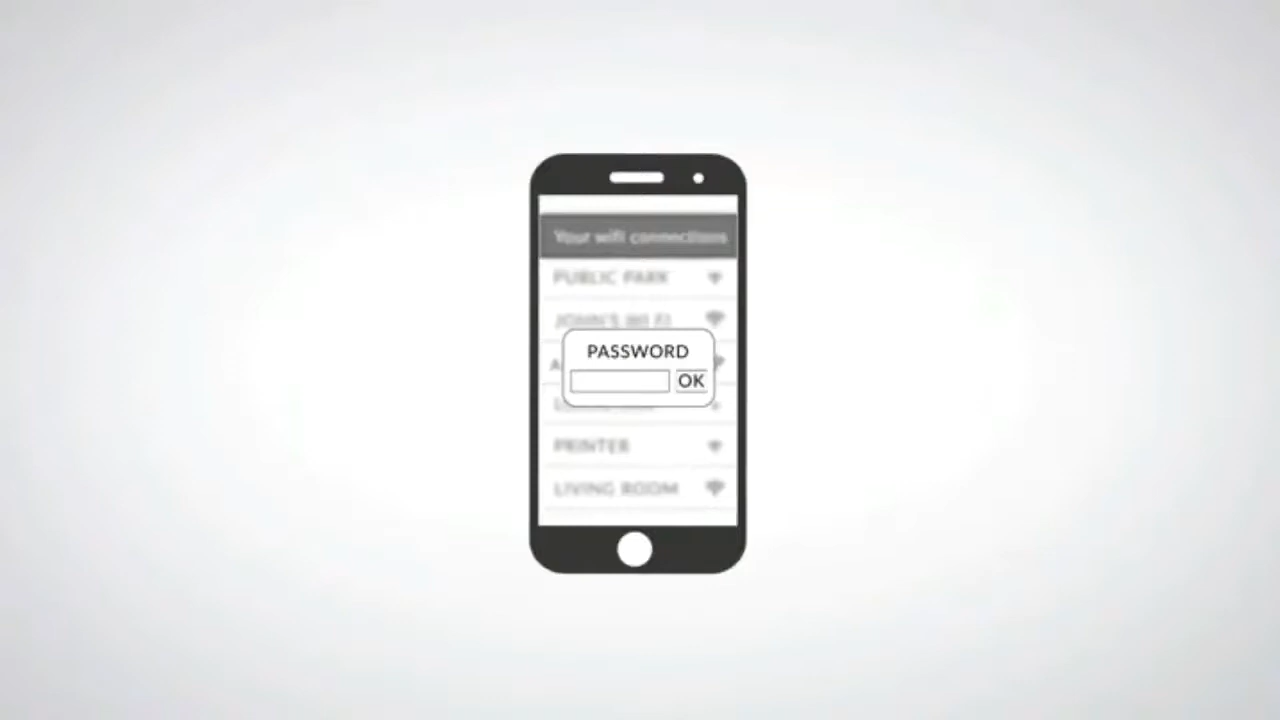 Your wifi connections
PUBLIC PARK
JOHN'S WI FI
PASSWORD
OK
PRINTER
LIVING ROOM